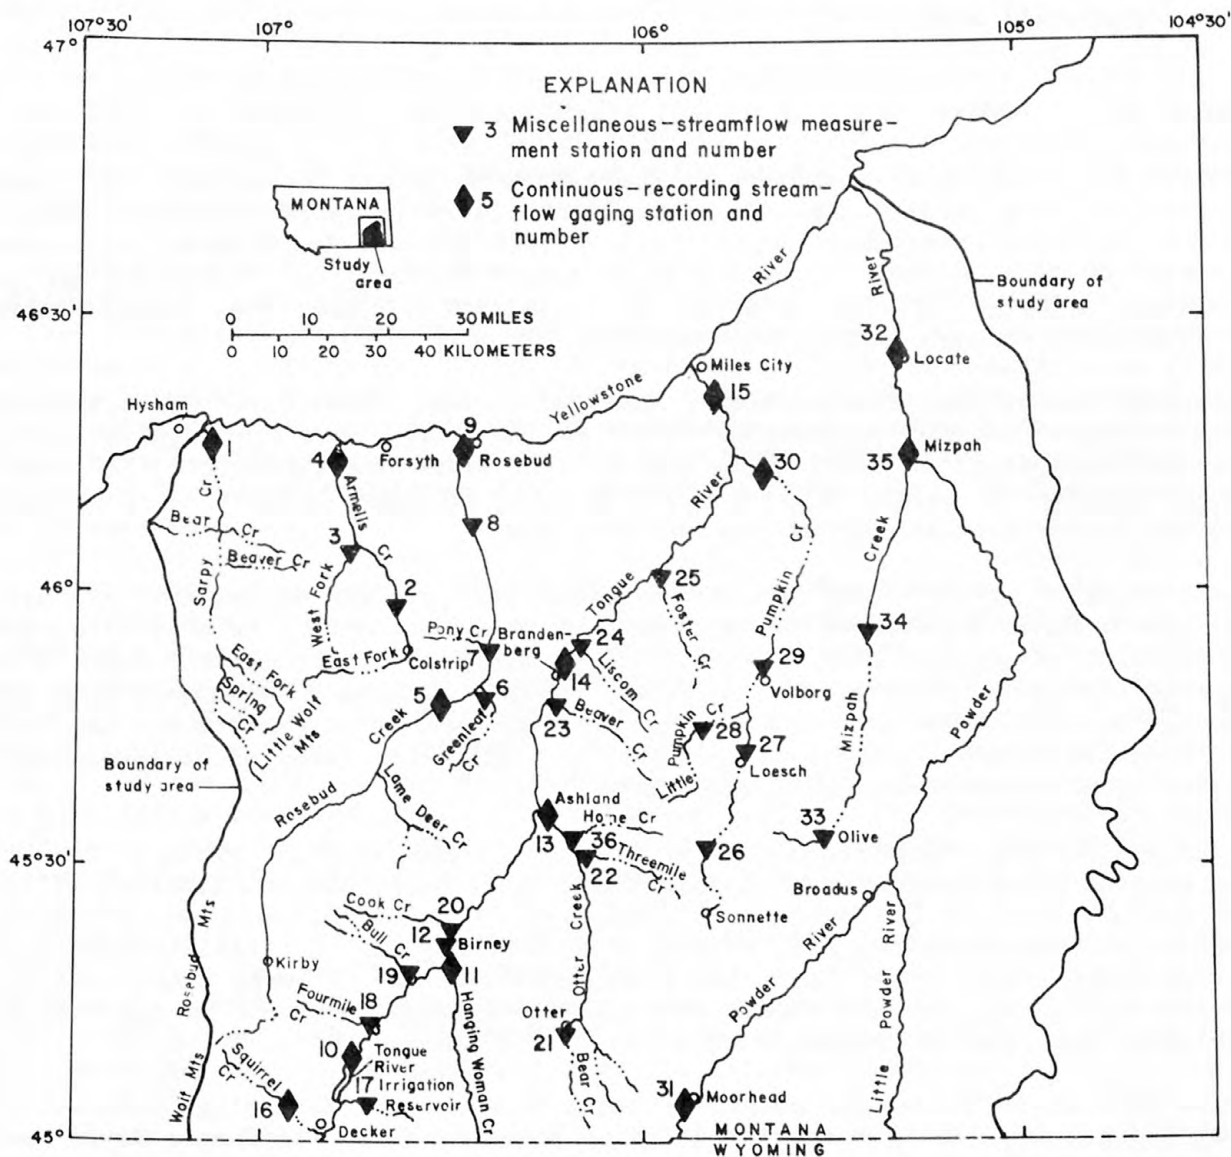 107°30'
107°
106°
105°
104°30'
47°
EXPLANATION
3 Miscellaneous-streamflow measure-
ment station and number
5 Continuous-recording stream-
flow gaging station and
number
MONTANA
Study
area
0 10 20 30 MILES
0 10 20 30 40 KILOMETERS
46°30'
River
River
Boundary of
study area
32
Locate
Miles City
15
Yellowstone
Hysham
1
4
Forsyth
9
Rosebud
Mizpah
35
30
River
Cr
Armells
8
Bear Cr
3
Cr
Creek
Cr
Beaver Cr
46°
Sarpy
West Fork
2
25
Tongue
Foster
Cr
Pumpkin
34
Pony Cr
Branden-
berg
24
7
East Fork
Colstrip
East Fork
14
Liscom
Cr
29
Volborg
Spring
Cr
5
6
23
Beaver
Cr
Pumpkin Cr
28
Mizpah
Powder
Little Wolf
Mts
Creek
Greenleaf
Cr
27
Loesch
Little
Boundary of
study area
Rosebud
Lame
Deer Cr
Ashland
Home Cr
13
36
33
Olive
45°30'
22
Threemile
Cr
26
Broadus
Mts
Cook Cr
20
12
Birney
Bull
Cr
Creek
Sonnette
River
River
Kirby
19
11
Rosebud
Fourmile
Cr
18
Hanging Woman Cr
Otter
Otter
21
Powder
Powder
10
Tongue
River
Irrigation
Reservoir
17
Squirrel
Cr
16
Bear
Cr
31
Moorhead
Mts
Wolf
Little
Decker
45°
MONTANA
WYOMING